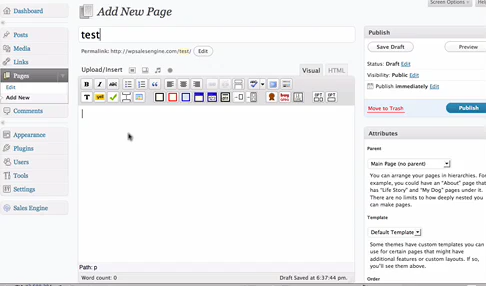 Screen Options
Help
Dashboard
Posts
Media
Links
Pages
Edit
Add New
Comments
Appearance
Plugins
Users
Tools
Settings
Sales Engine
Add New Page
test
Permalink: http://wpsalesengine.com/test/ Edit
Upload/Insert
Visual
HTML
B I ABC
Path: p
Word count: 0
Draft Saved at 6:37:44 pm.
Publish
Save Draft
Preview
Status: Draft Edit
Visibility: Public Edit
Publish immediately Edit
Move to Trash
Publish
Attributes
Parent
Main Page (no parent)
You can arrange your pages in hierarchies. For
example, you could have an "About" page that
has "Life Story" and "My Dog" pages under it.
There are no limits to how deeply nested you
can make pages.
Template
Default Template
Some themes have custom templates you can
use for certain pages that might have
additional features or custom layouts. If so,
you'll see them above.
Order